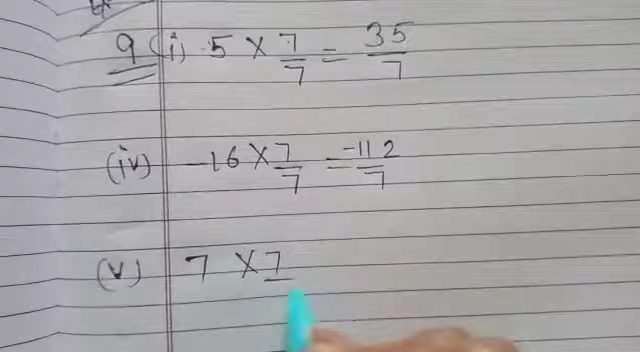 9 (i) 5 × 7/7 = 35/7
(iv) -16 × 7/7 = -112/7
(v) 7 × 7